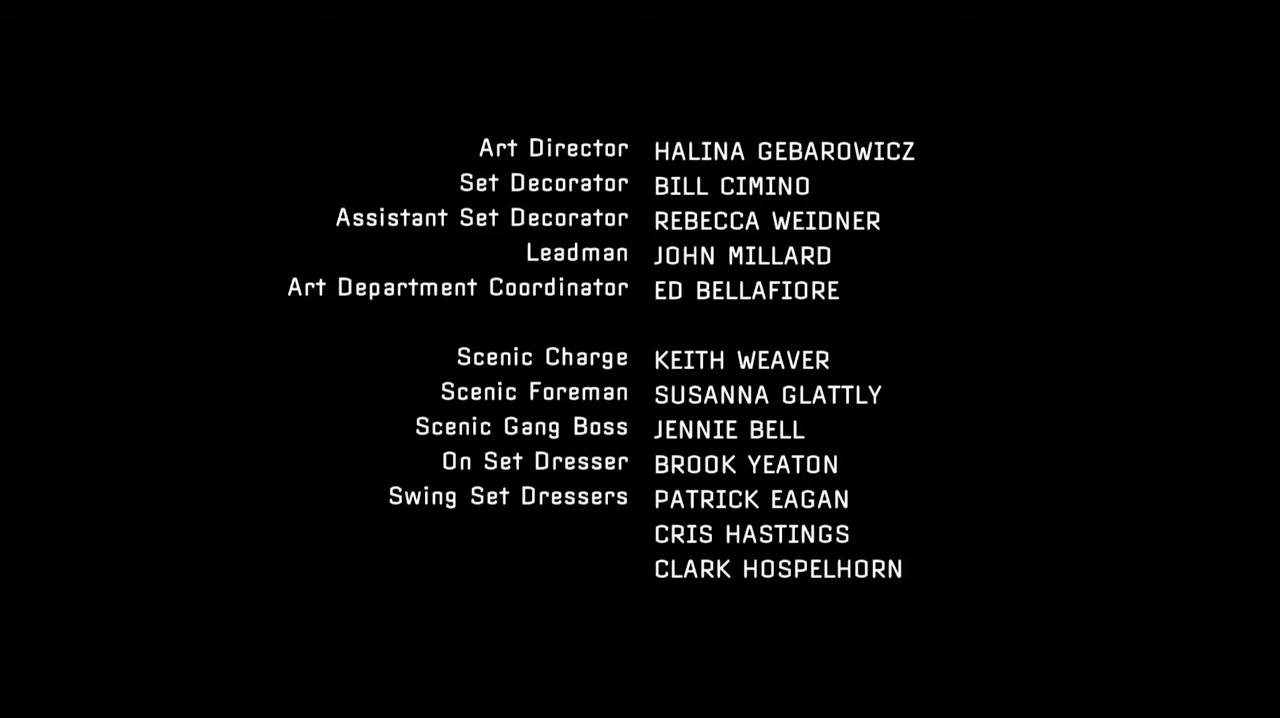 Art Director HALINA GEBAROWICZ
Set Decorator BILL CIMINO
Assistant Set Decorator REBECCA WEIDNER
Leadman JOHN MILLARD
Art Department Coordinator ED BELLAFIORE
Scenic Charge KEITH WEAVER
Scenic Foreman SUSANNA GLATTLY
Scenic Gang Boss JENNIE BELL
On Set Dresser BROOK YEATON
Swing Set Dressers PATRICK EAGAN
CRIS HASTINGS
CLARK HOSPELHORN